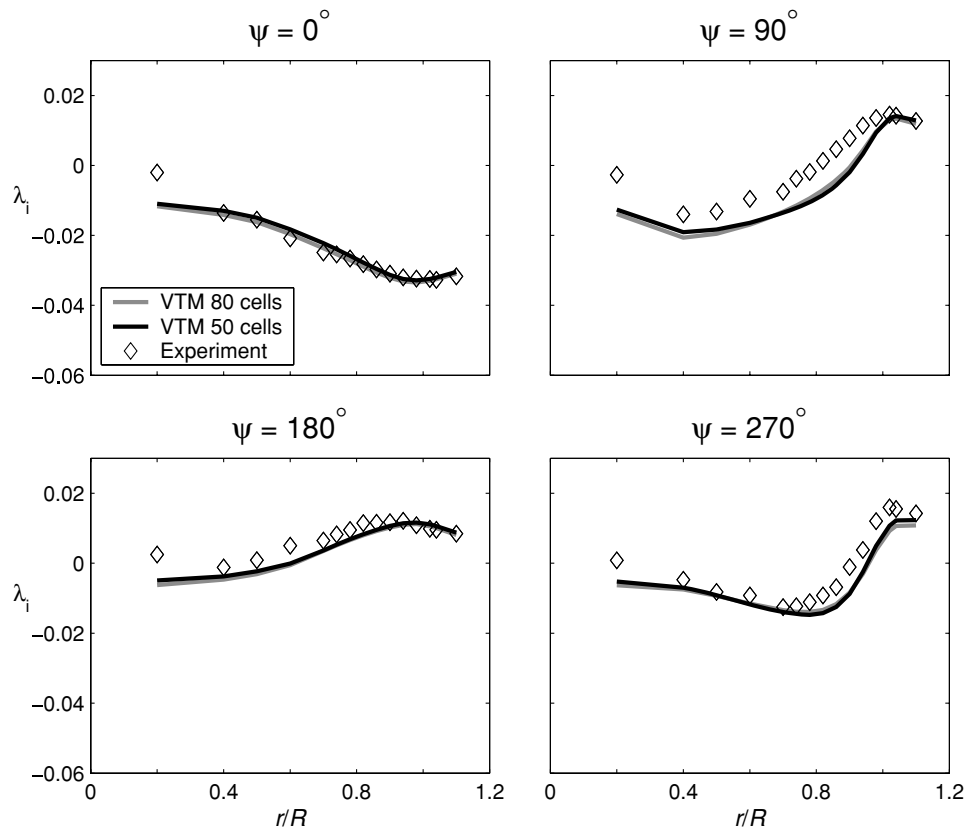 ψ = 0°
ψ = 90°
0.02
0
−0.02
−0.04
−0.06
λi
VTM 80 cells
VTM 50 cells
Experiment
ψ = 180°
ψ = 270°
0.02
0
−0.02
−0.04
−0.06
λi
0 0.4 0.8 1.2
0 0.4 0.8 1.2
r/R
r/R